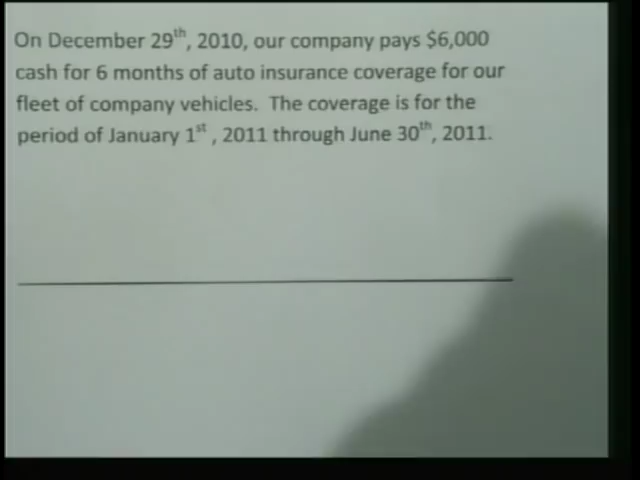 On December 29th, 2010, our company pays $6,000
cash for 6 months of auto insurance coverage for our
fleet of company vehicles. The coverage is for the
period of January 1st , 2011 through June 30th, 2011.